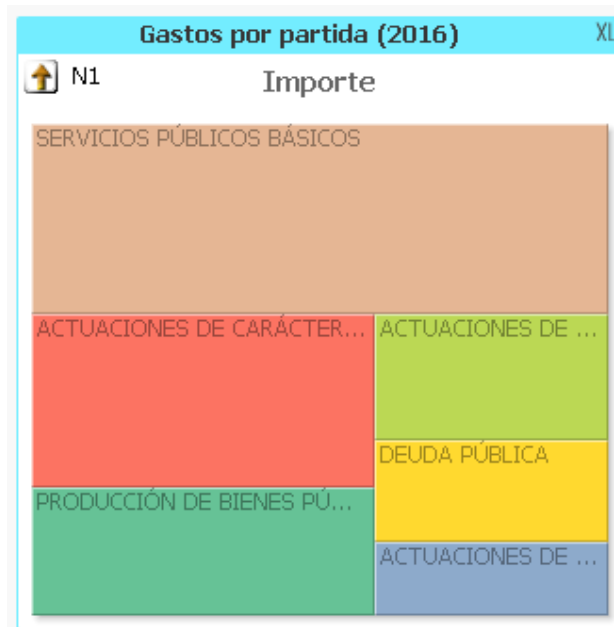 Gastos por partida (2016) XL
N1 Importe
SERVICIOS PÚBLICOS BÁSICOS
ACTUACIONES DE CARÁCTER...
ACTUACIONES DE ...
DEUDA PÚBLICA
PRODUCCIÓN DE BIENES PÚ...
ACTUACIONES DE ...